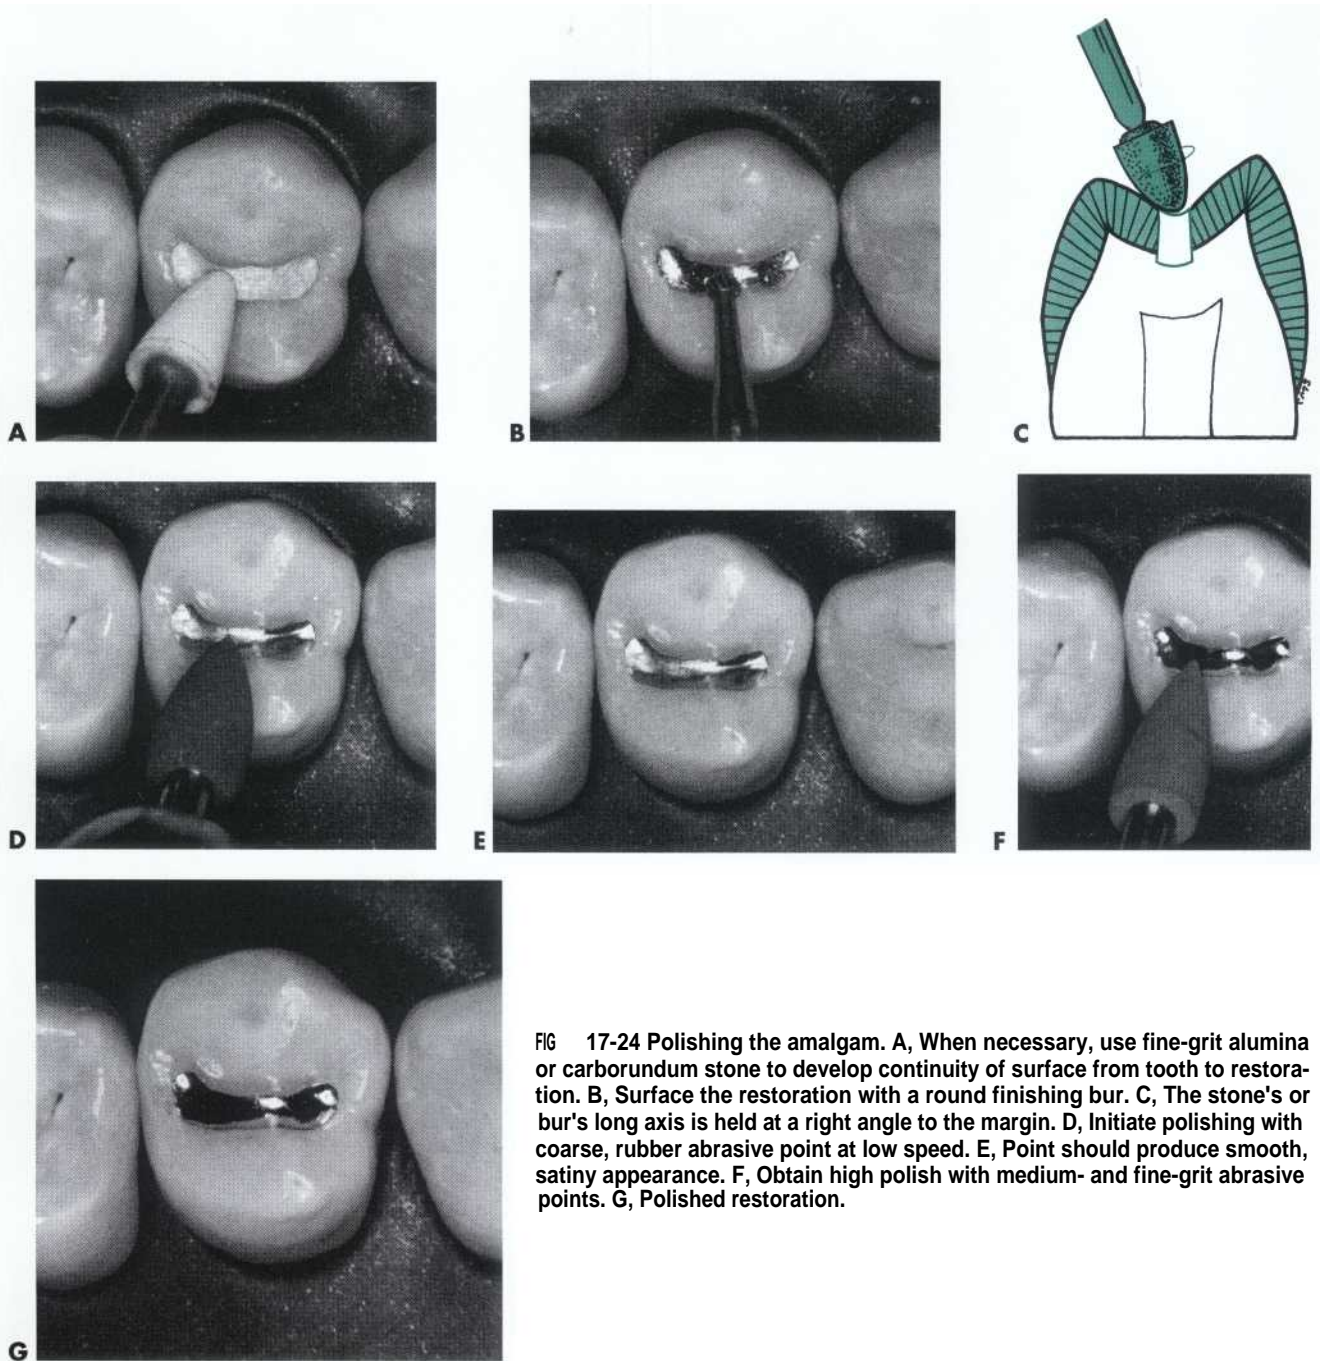 A
B
C
D
E
F
G
FIG 17-24 Polishing the amalgam. A, When necessary, use fine-grit alumina
or carborundum stone to develop continuity of surface from tooth to restora-
tion. B, Surface the restoration with a round finishing bur. C, The stone's or
bur's long axis is held at a right angle to the margin. D, Initiate polishing with
coarse, rubber abrasive point at low speed. E, Point should produce smooth,
satiny appearance. F, Obtain high polish with medium- and fine-grit abrasive
points. G, Polished restoration.